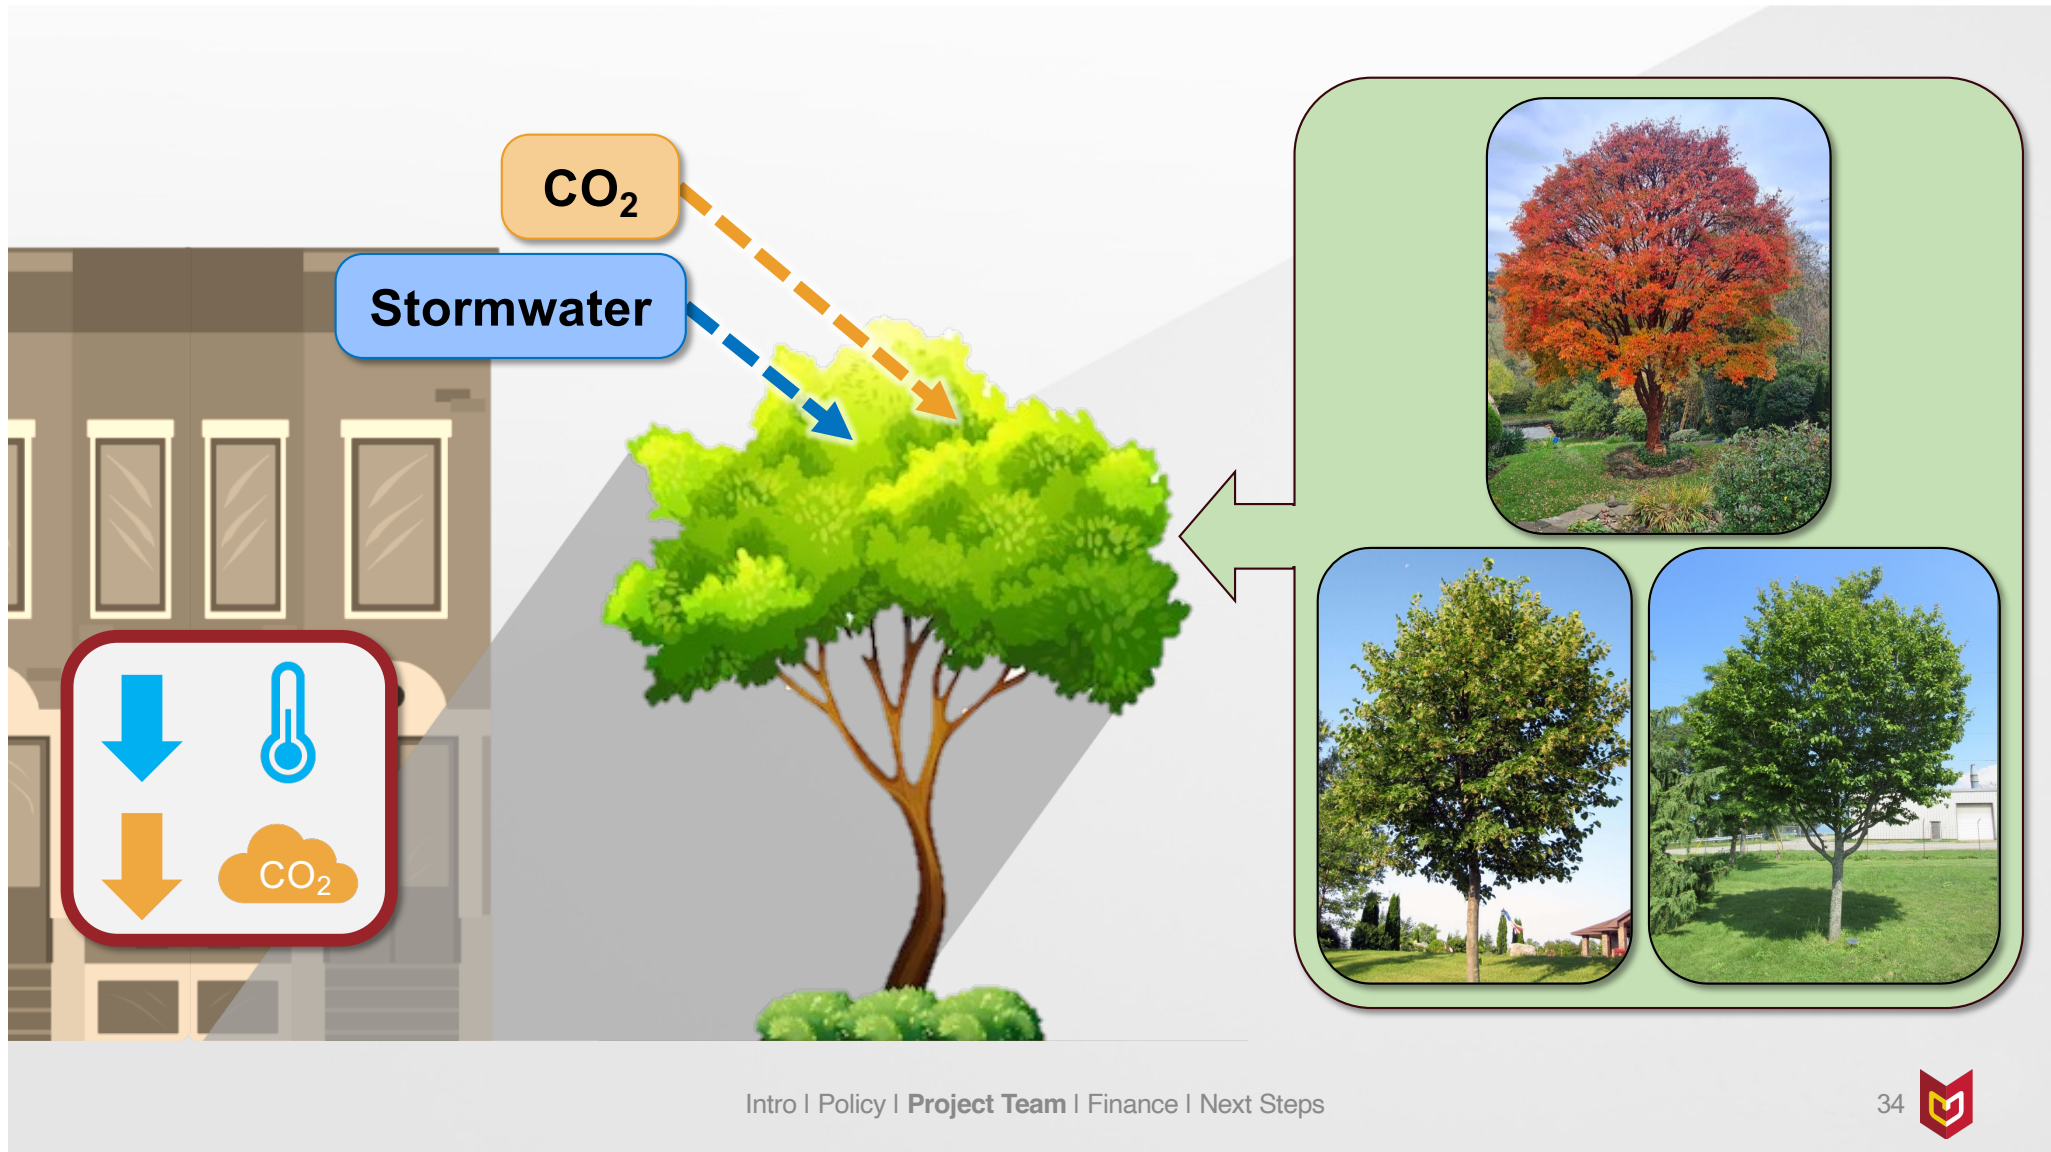 CO₂
Stormwater
CO₂
Intro | Policy | Project Team | Finance | Next Steps
34